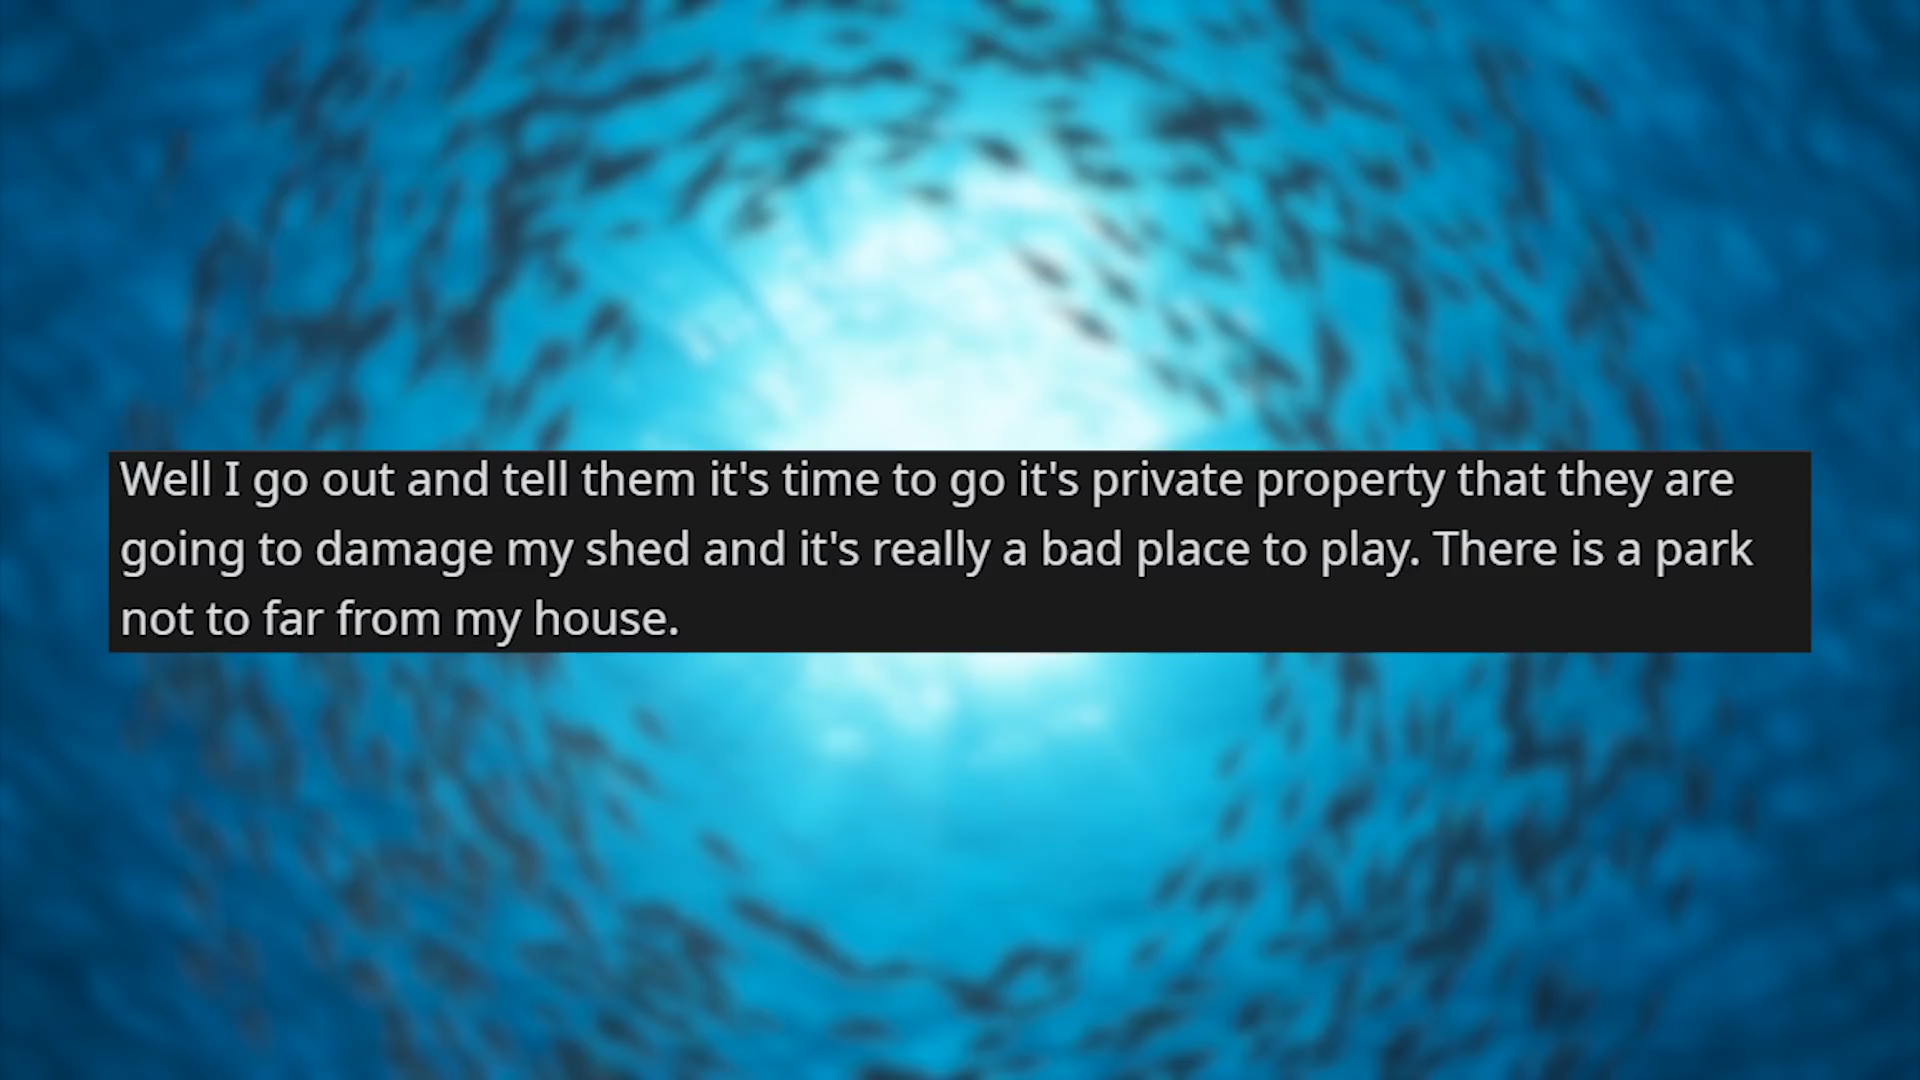 Well I go out and tell them it's time to go it's private property that they are
going to damage my shed and it's really a bad place to play. There is a park
not to far from my house.